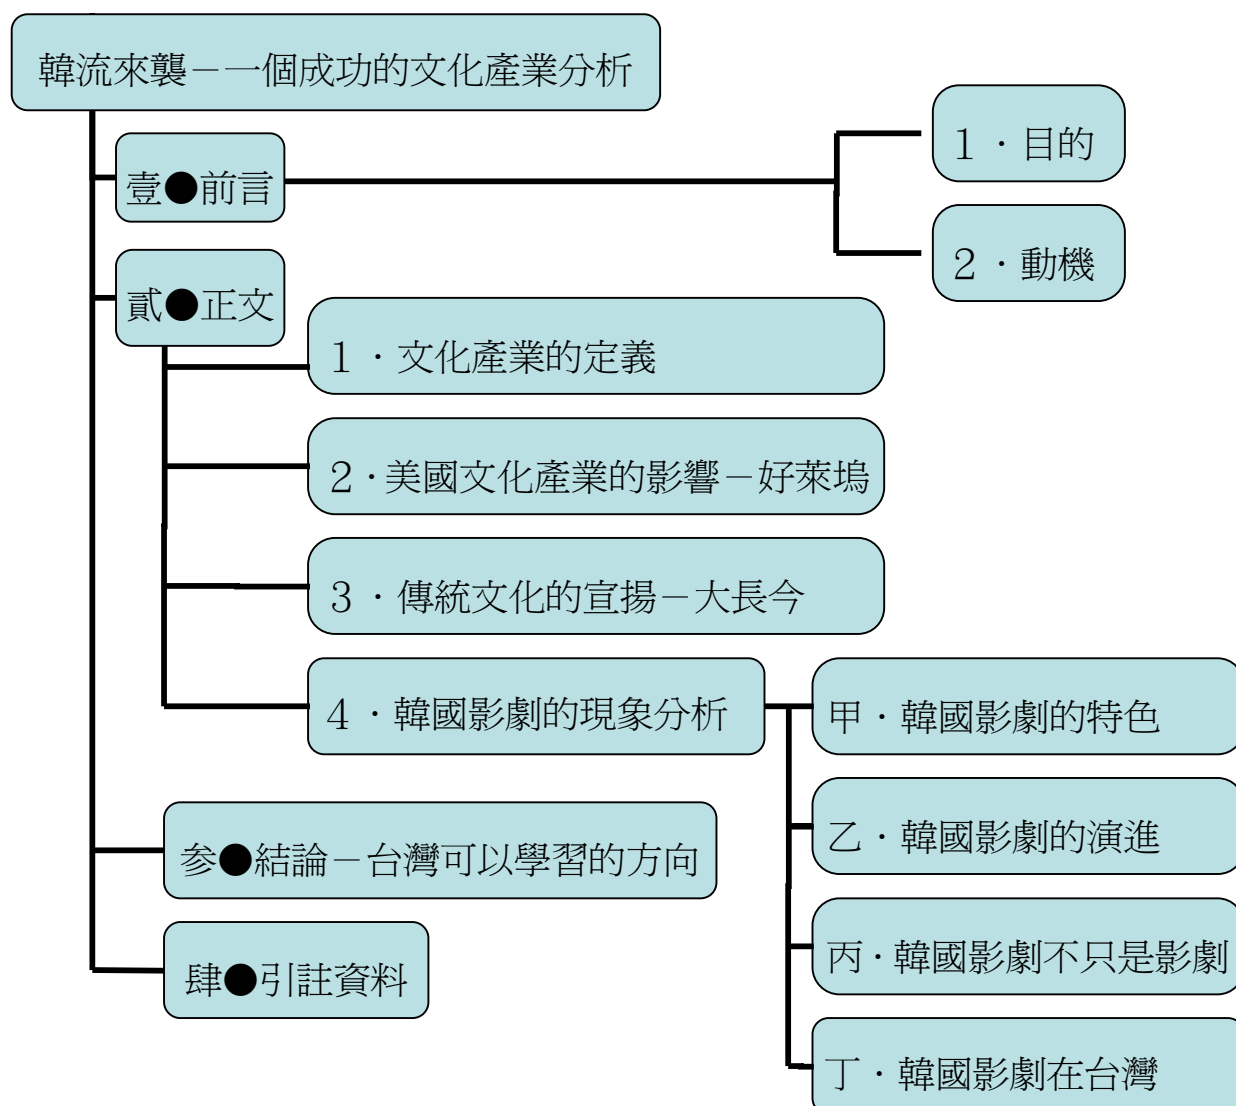 韓流來襲－一個成功的文化產業分析
壹●前言
１．目的
２．動機
貳●正文
１．文化產業的定義
２．美國文化產業的影響－好萊塢
３．傳統文化的宣揚－大長今
４．韓國影劇的現象分析
甲．韓國影劇的特色
乙．韓國影劇的演進
丙．韓國影劇不只是影劇
丁．韓國影劇在台灣
参●結論－台灣可以學習的方向
肆●引註資料